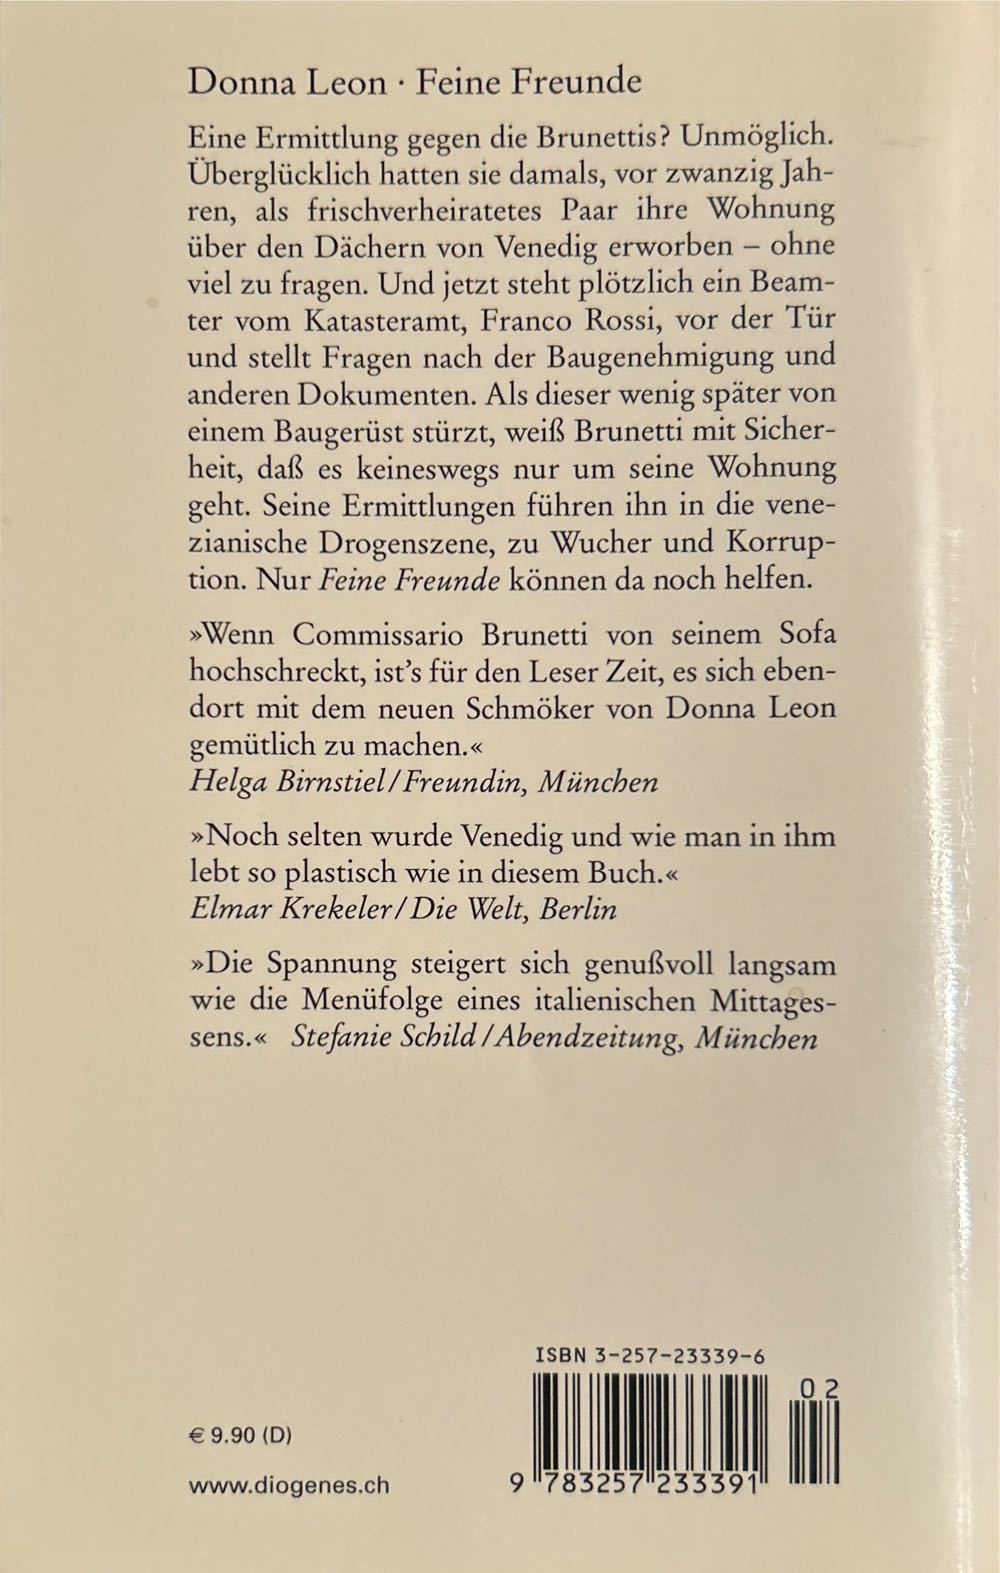 Donna Leon · Feine Freunde
Eine Ermittlung gegen die Brunettis? Unmöglich.
Überglücklich hatten sie damals, vor zwanzig Jah-
ren, als frischverheiratetes Paar ihre Wohnung
über den Dächern von Venedig erworben – ohne
viel zu fragen. Und jetzt steht plötzlich ein Beam-
ter vom Katasteramt, Franco Rossi, vor der Tür
und stellt Fragen nach der Baugenehmigung und
anderen Dokumenten. Als dieser wenig später von
einem Baugerüst stürzt, weiß Brunetti mit Sicher-
heit, daß es keineswegs nur um seine Wohnung
geht. Seine Ermittlungen führen ihn in die vene-
zianische Drogenszene, zu Wucher und Korrup-
tion. Nur Feine Freunde können da noch helfen.
»Wenn Commissario Brunetti von seinem Sofa
hochschreckt, ist's für den Leser Zeit, es sich eben-
dort mit dem neuen Schmöker von Donna Leon
gemütlich zu machen.«
Helga Birnstiel/Freundin, München
»Noch selten wurde Venedig und wie man in ihm
lebt so plastisch wie in diesem Buch.«
Elmar Krekeler/Die Welt, Berlin
»Die Spannung steigert sich genußvoll langsam
wie die Menüfolge eines italienischen Mittages-
sens.« Stefanie Schild/Abendzeitung, München
ISBN 3-257-23339-6
02
€ 9.90 (D)
9 783257 233391
www.diogenes.ch